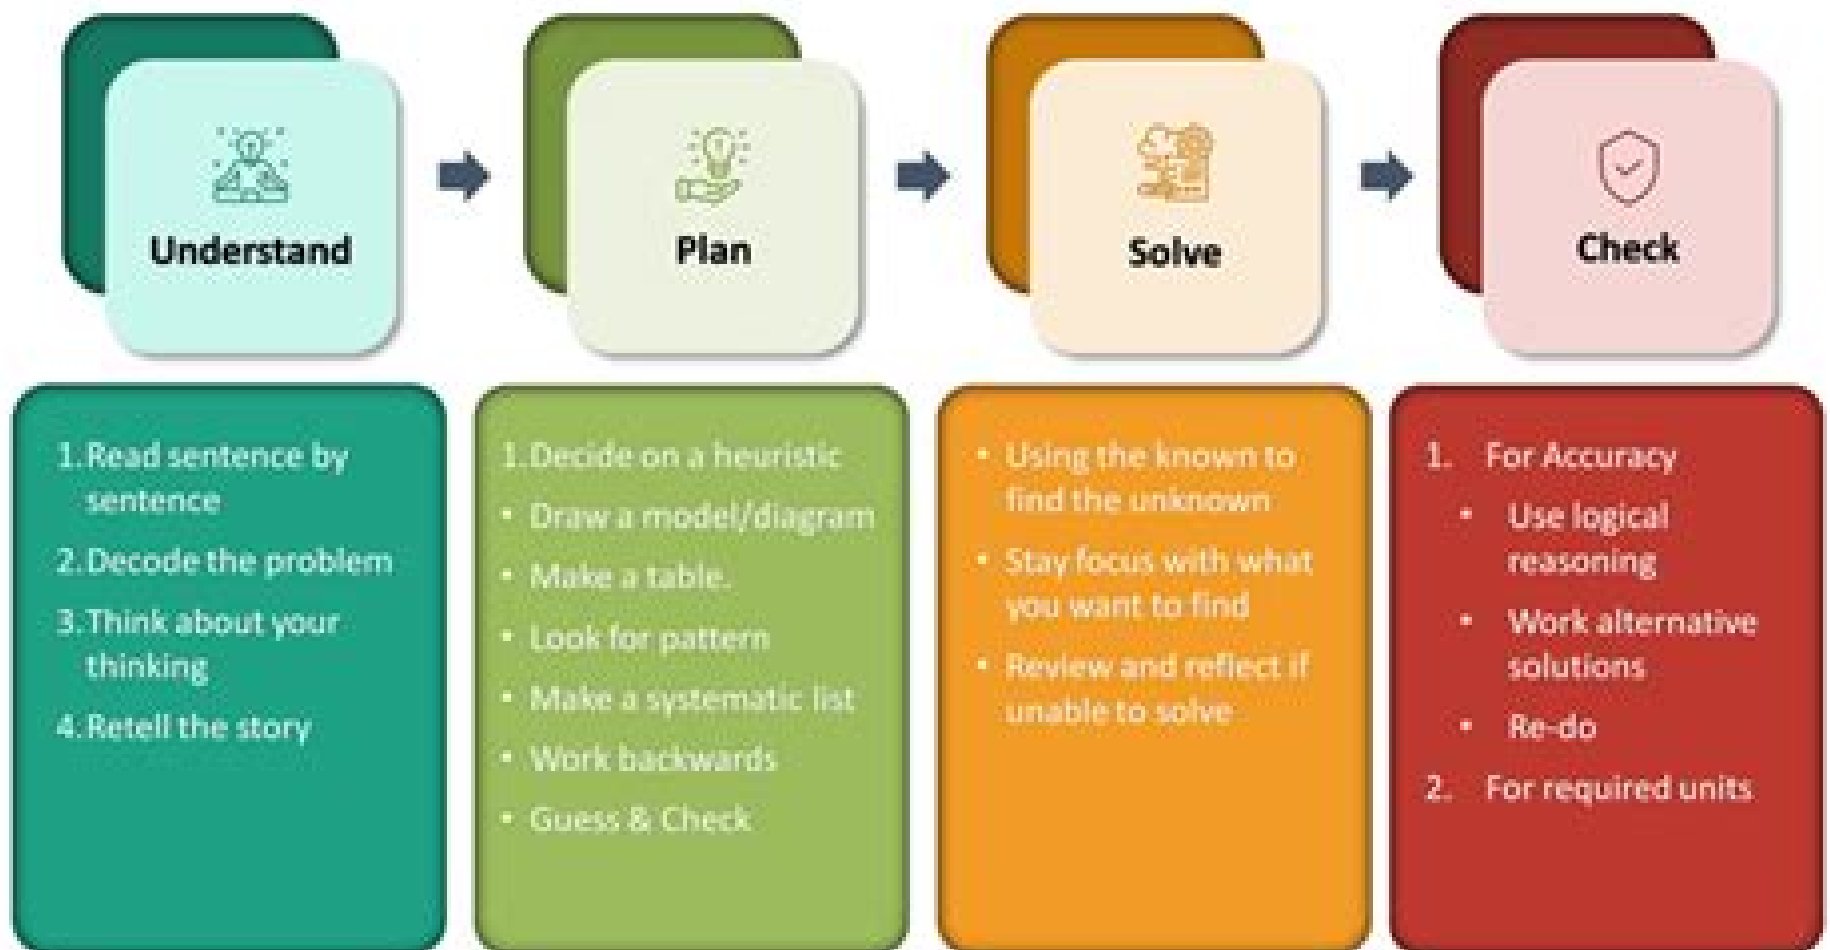 Understand
Plan
Solve
Check
1.Read sentence by
sentence
2.Decode the problem
3.Think about your
thinking
4.Retell the story
1.Decide on a heuristic
• Draw a model/diagram
• Make a table.
• Look for pattern
• Make a systematic list
• Work backwards
• Guess & Check
• Using the known to
find the unknown
• Stay focus with what
you want to find
• Review and reflect if
unable to solve
1. For Accuracy
• Use logical
reasoning
• Work alternative
solutions
• Re-do
2. For required units